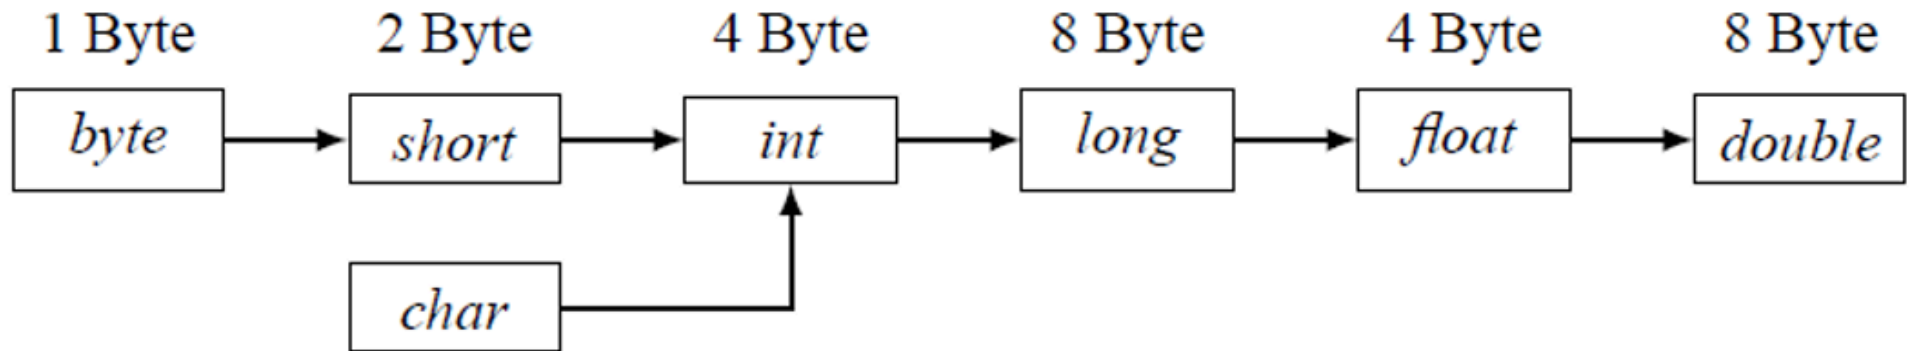 1 Byte 2 Byte 4 Byte 8 Byte 4 Byte 8 Byte
byte short int long float double
char